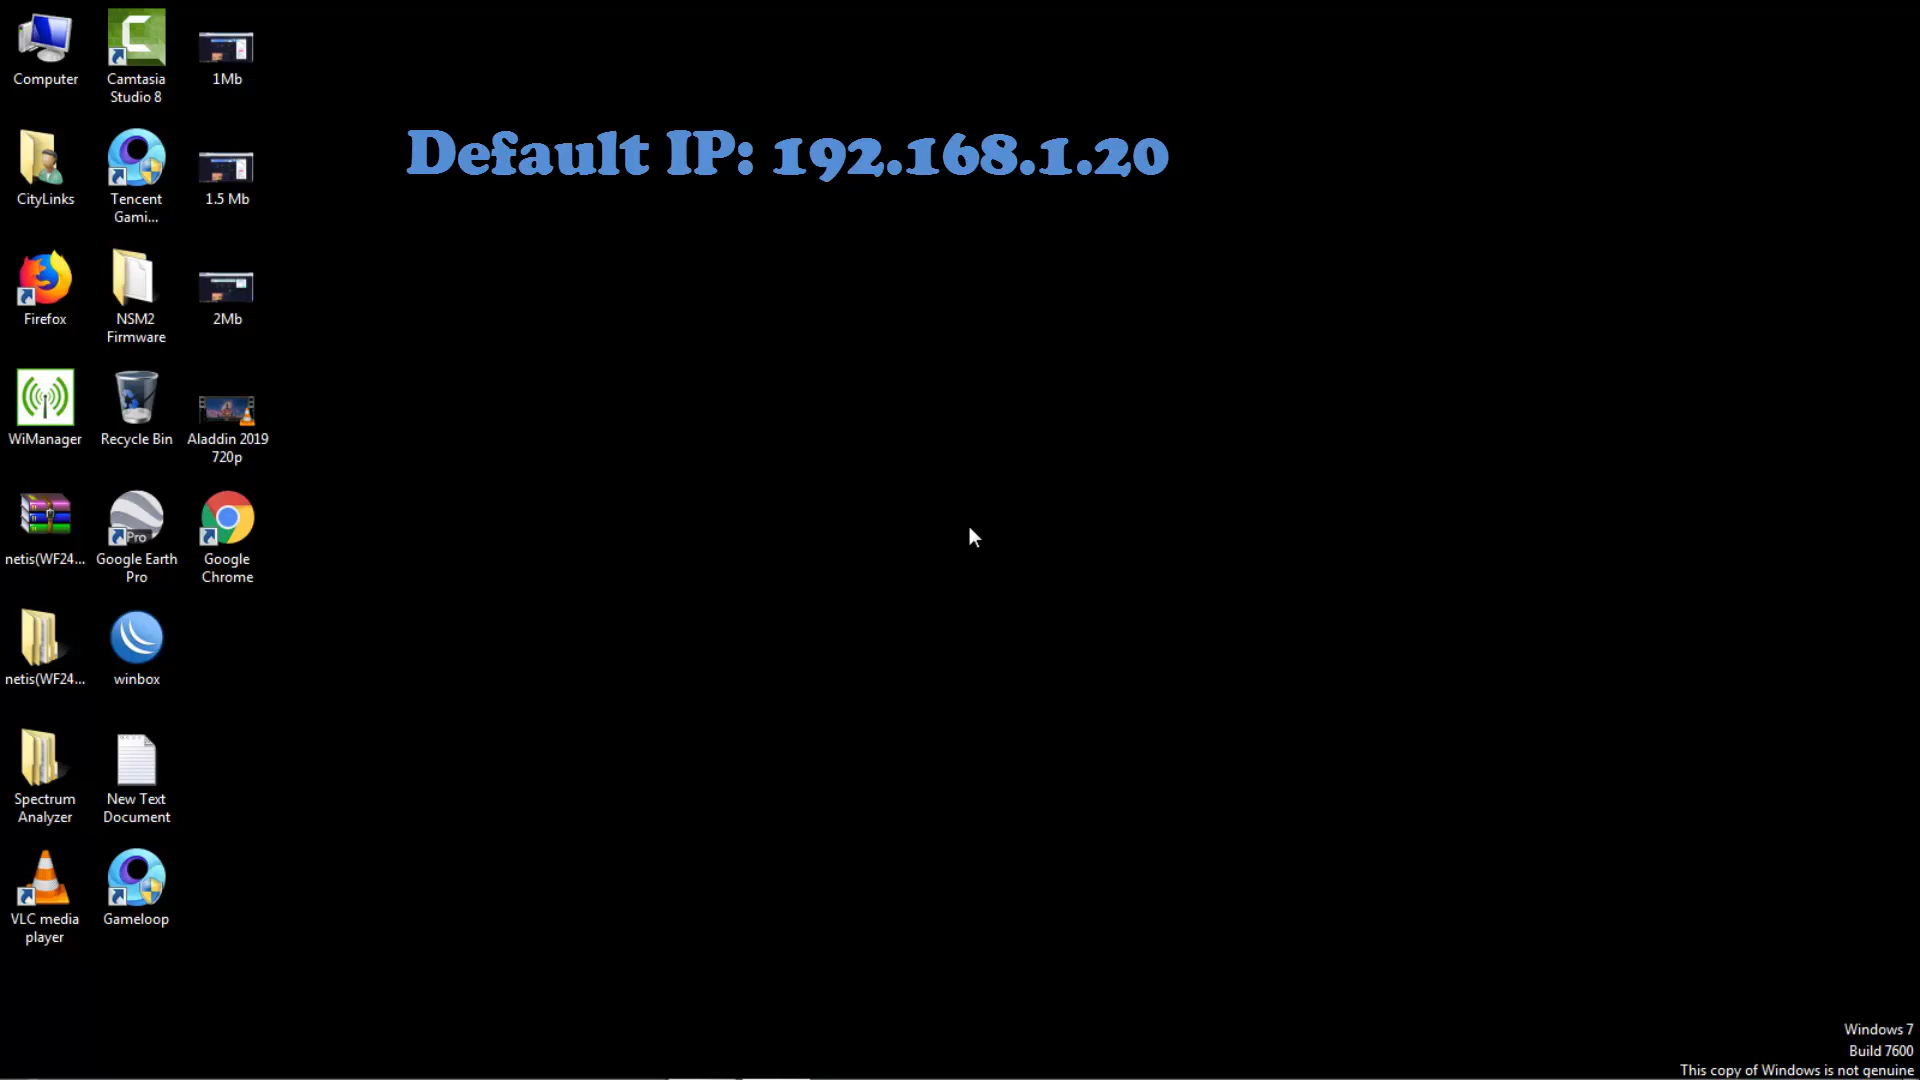 Computer
Camtasia
Studio 8
1Mb
Default IP: 192.168.1.20
CityLinks
Tencent
Gami...
1.5 Mb
Firefox
NSM2
Firmware
2Mb
WiManager
Recycle Bin
Aladdin 2019
720p
netis(WF24...
Pro
Google Earth
Pro
Google
Chrome
netis(WF24...
winbox
Spectrum
Analyzer
New Text
Document
VLC media
player
Gameloop
Windows 7
Build 7600
This copy of Windows is not genuine